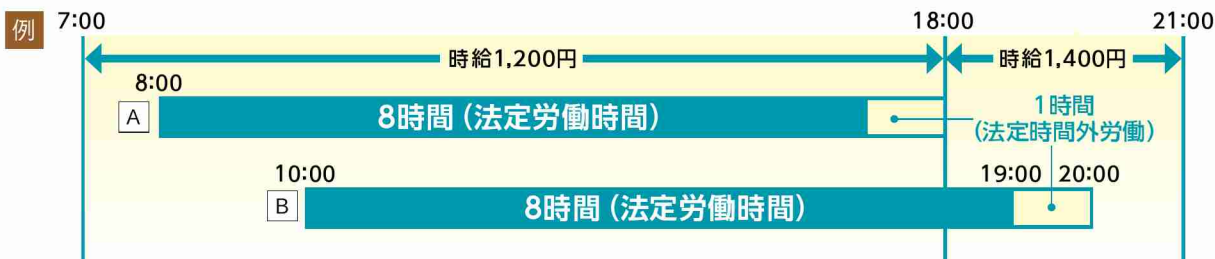 例
7:00
18:00
21:00
時給1,200円
時給1,400円
8:00
A
8時間（法定労働時間）
1時間
（法定時間外労働）
10:00
19:00
20:00
B
8時間（法定労働時間）